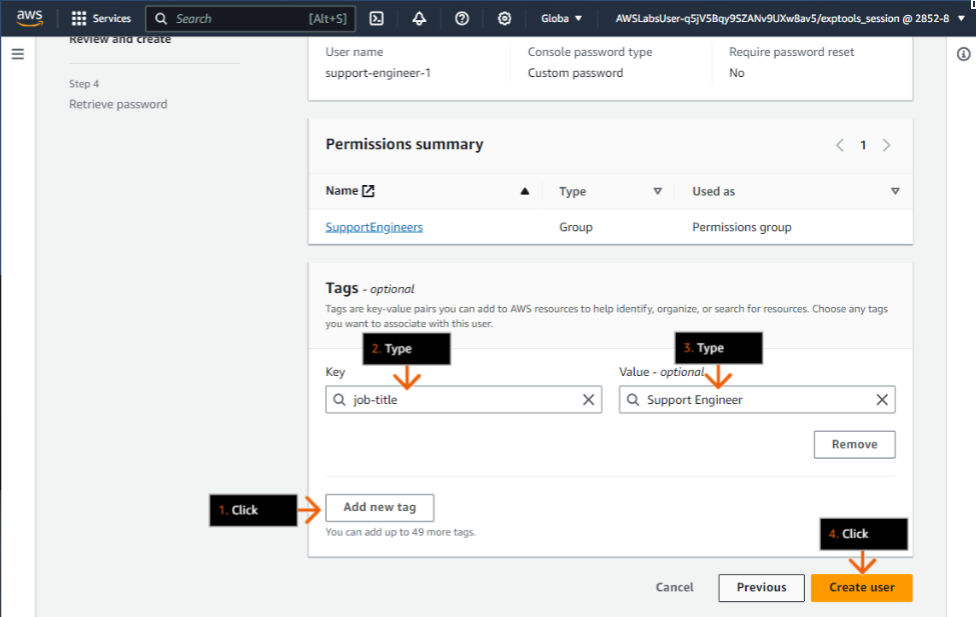 aws Services Search [Alt+S] Globa AWSLabsUser-q5jV5Bqy9SZANv9UXw8av5/exptools_session @ 2852-8
Review and create
Step 4
Retrieve password
User name Console password type Require password reset
support-engineer-1 Custom password No
Permissions summary 1
Name Type Used as
SupportEngineers Group Permissions group
Tags - optional
Tags are key-value pairs you can add to AWS resources to help identify, organize, or search for resources. Choose any tags
you want to associate with this user.
2. Type 3. Type
Key Value - optional
job-title Support Engineer
Remove
1. Click Add new tag
You can add up to 49 more tags.
4. Click
Cancel Previous Create user